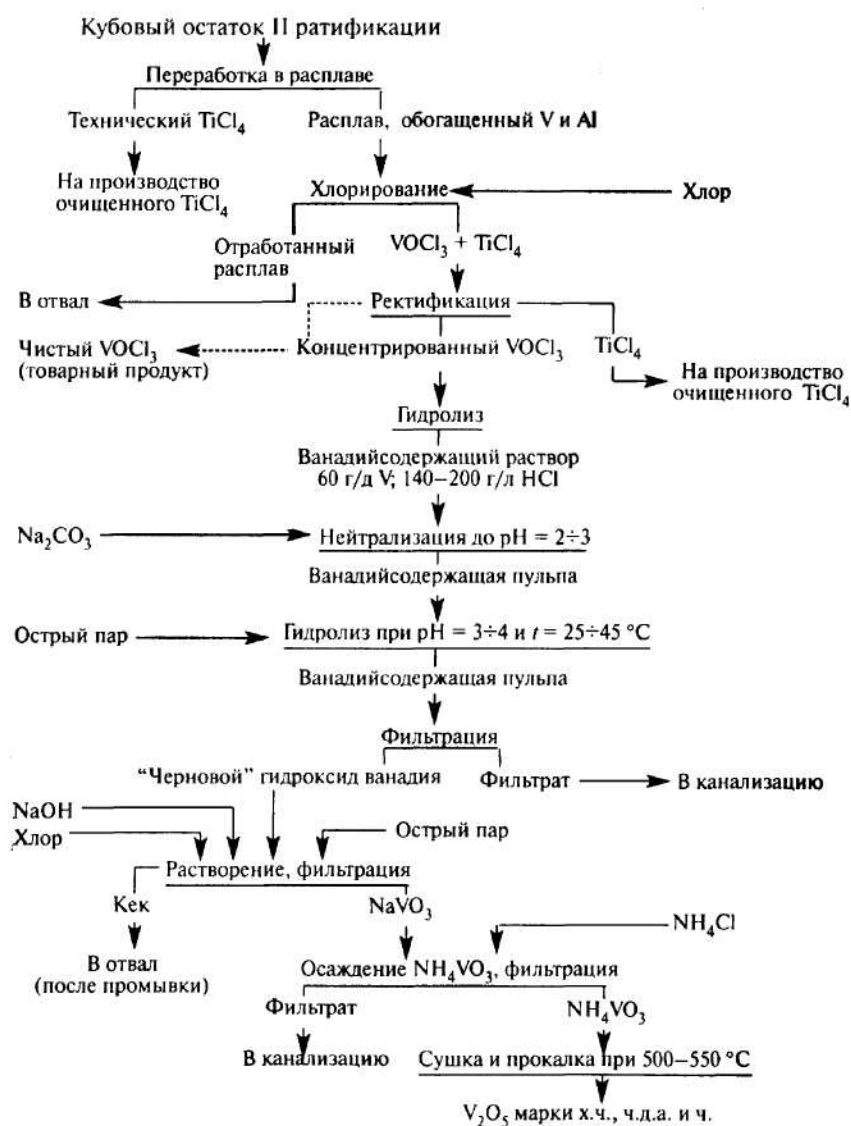 Кубовый остаток II ратификации
Переработка в расплаве
Технический TiCl₄
Расплав, обогащенный V и Al
На производство
очищенного TiCl₄
Хлорирование
Хлор
Отработанный
расплав
VOCl₃ + TiCl₄
В отвал
Ректификация
Чистый VOCl₃
(товарный продукт)
Концентрированный VOCl₃
TiCl₄
На производство
очищенного TiCl₄
Гидролиз
Ванадийсодержащий раствор
60 г/д V; 140–200 г/л HCl
Na₂CO₃
Нейтрализация до pH = 2÷3
Ванадийсодержащая пульпа
Острый пар
Гидролиз при pH = 3÷4 и t = 25÷45 °C
Ванадийсодержащая пульпа
Фильтрация
“Черновой” гидроксид ванадия
Фильтрат
В канализацию
NaOH
Хлор
Острый пар
Растворение, фильтрация
Кек
NaVO₃
NH₄Cl
В отвал
(после промывки)
Осаждение NH₄VO₃, фильтрация
Фильтрат
NH₄VO₃
В канализацию
Сушка и прокалка при 500–550 °C
V₂O₅ марки х.ч., ч.д.а. и ч.